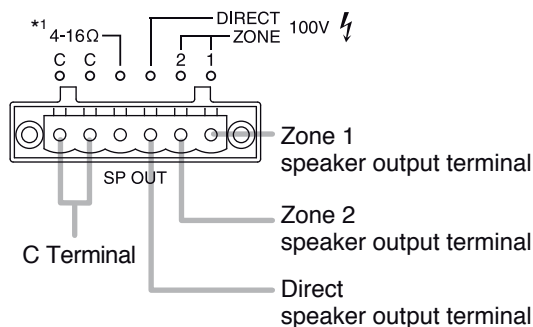 DIRECT
*1 4-16Ω
ZONE 100V
C C 2 1
SP OUT
Zone 1
speaker output terminal
Zone 2
speaker output terminal
C Terminal
Direct
speaker output terminal